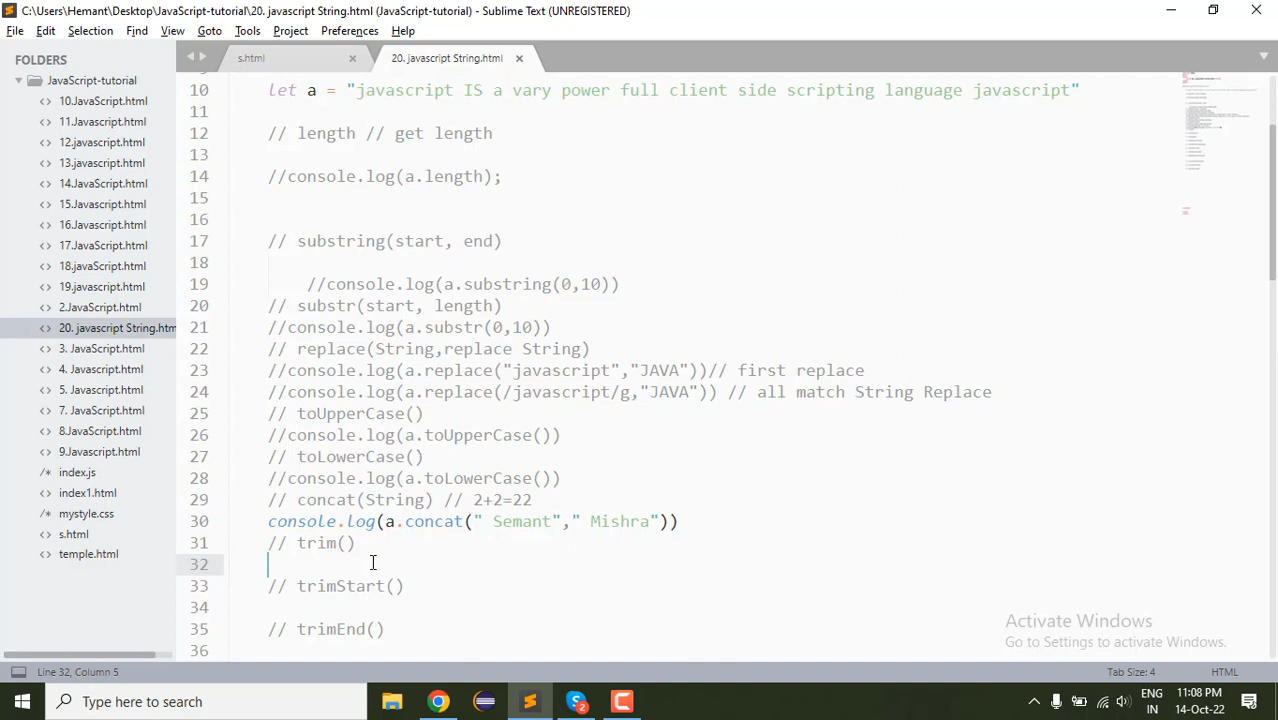 C:\Users\Hemant\Desktop\JavaScript-tutorial\20. javascript String.html (JavaScript-tutorial) - Sublime Text (UNREGISTERED)
File Edit Selection Find View Goto Tools Project Preferences Help
FOLDERS
JavaScript-tutorial
10.JavaScript.html
11.JavaScript.html
12.javascript.html
13.javascript.html
14.JavaScript.html
15.JavaScript.html
16.Javascript.html
17.JavaScript.html
18.javaScript.html
19.javascript.html
2.JavaScript.html
20. javascript String.htm
3. JavaScript.html
4. Javascript.html
5. Javascript.html
7. JavaScript.html
8.JavaScript.html
9.Javascript.html
index.js
index1.html
mystyle.css
s.html
temple.html
s.html
20. javascript String.html
10 let a = "javascript IS a vary power full client side scripting language javascript"
11
12 // length // get length
13
14 //console.log(a.length);
15
16
17 // substring(start, end)
18
19 //console.log(a.substring(0,10))
20 // substr(start, length)
21 //console.log(a.substr(0,10))
22 // replace(String,replace String)
23 //console.log(a.replace("javascript","JAVA"))// first replace
24 //console.log(a.replace(/javascript/g,"JAVA")) // all match String Replace
25 // toUpperCase()
26 //console.log(a.toUpperCase())
27 // toLowerCase()
28 //console.log(a.toLowerCase())
29 // concat(String) // 2+2=22
30 console.log(a.concat(" Semant"," Mishra"))
31 // trim()
32
33 // trimStart()
34
35 // trimEnd()
36
Activate Windows
Go to Settings to activate Windows.
Line 32, Column 5
Tab Size: 4
HTML
Type here to search
2
ENG
IN
11:08 PM
14-Oct-22